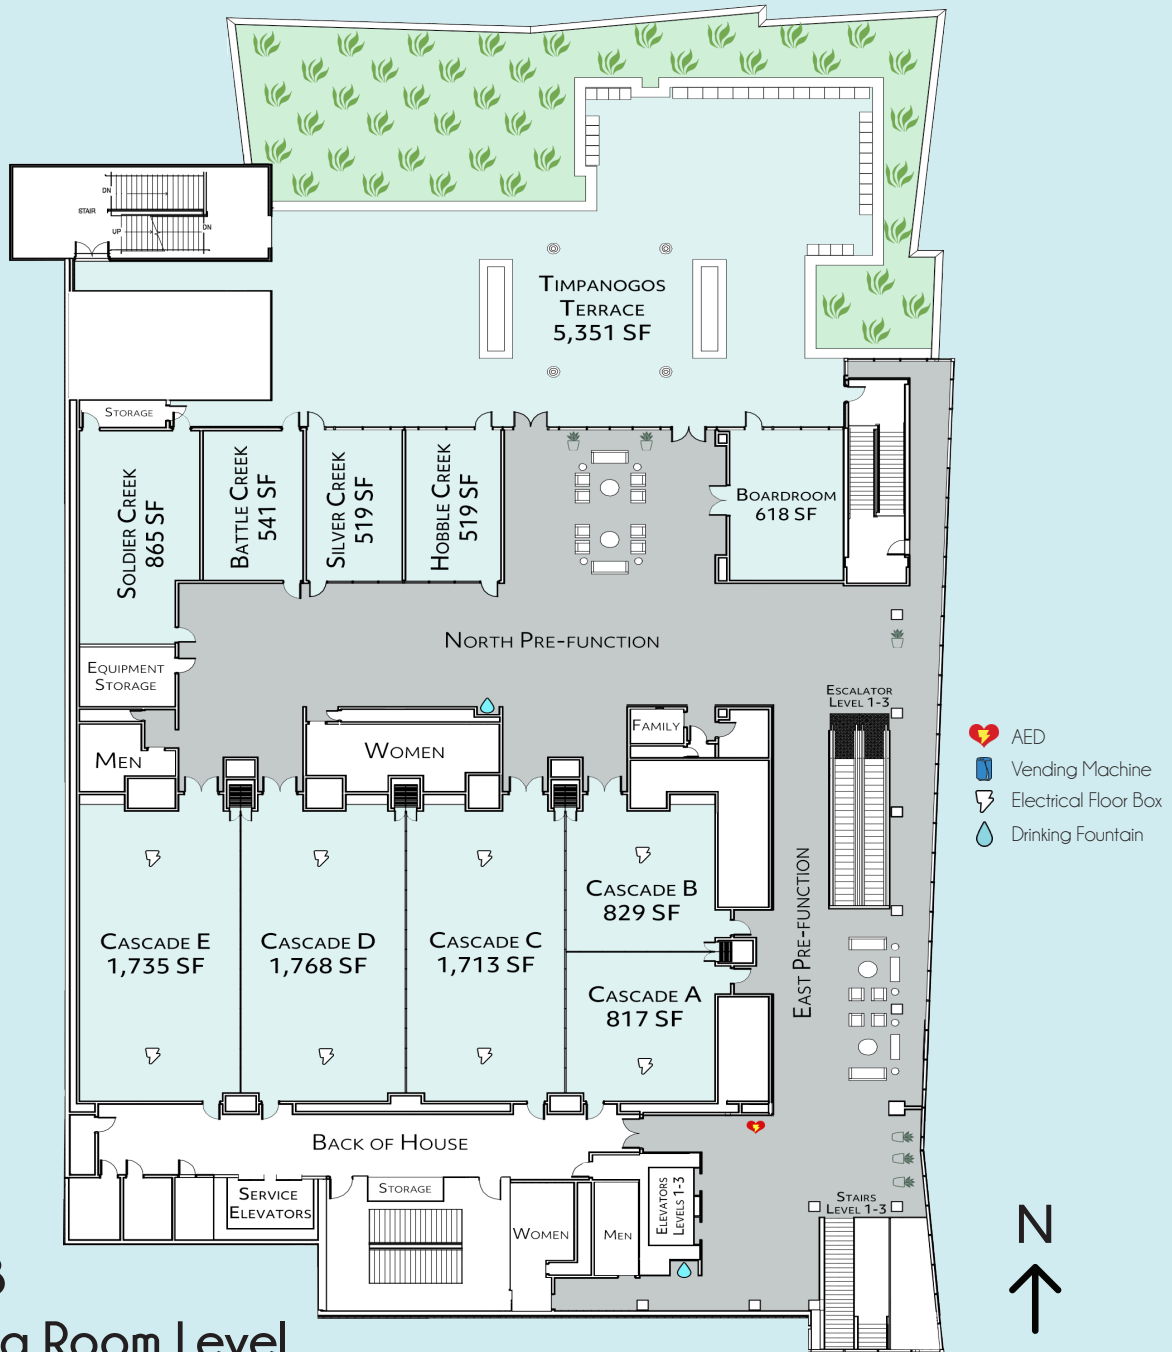 DN
STAIR
UP
DN
TIMPANOGOS
TERRACE
5,351 SF
STORAGE
SOLDIER CREEK
865 SF
BATTLE CREEK
541 SF
SILVER CREEK
519 SF
HOBBLE CREEK
519 SF
BOARDROOM
618 SF
NORTH PRE-FUNCTION
EQUIPMENT
STORAGE
ESCALATOR
LEVEL 1-3
FAMILY
MEN
WOMEN
AED
Vending Machine
Electrical Floor Box
Drinking Fountain
CASCADE E
1,735 SF
CASCADE D
1,768 SF
CASCADE C
1,713 SF
CASCADE B
829 SF
CASCADE A
817 SF
EAST PRE-FUNCTION
BACK OF HOUSE
SERVICE
ELEVATORS
STORAGE
WOMEN
MEN
ELEVATORS
LEVELS 1-3
STAIRS
LEVEL 1-3
N
Room Level